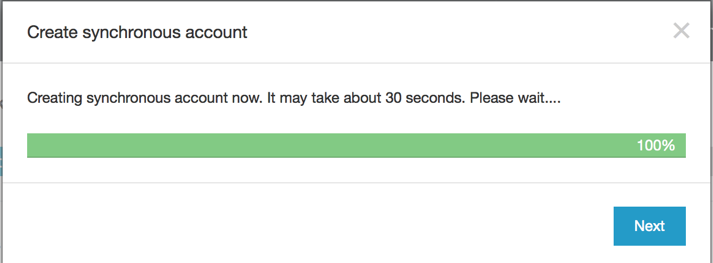 Create synchronous account
Creating synchronous account now. It may take about 30 seconds. Please wait....
100%
Next